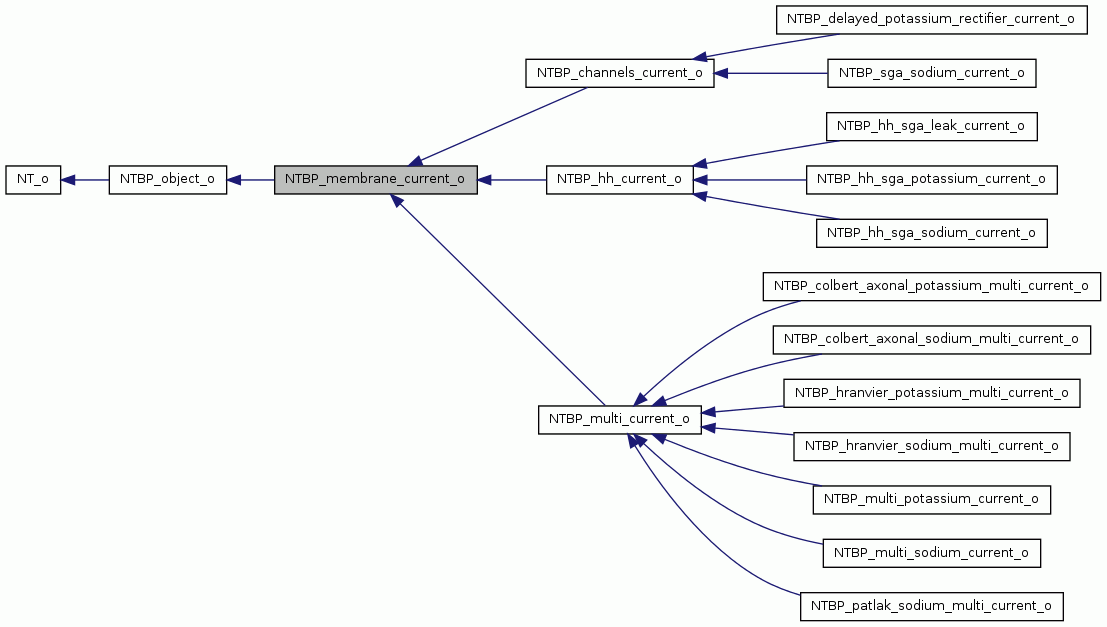 NTBP_delayed_potassium_rectifier_current_o
NTBP_channels_current_o
NTBP_sga_sodium_current_o
NTBP_hh_sga_leak_current_o
NT_o
NTBP_object_o
NTBP_membrane_current_o
NTBP_hh_current_o
NTBP_hh_sga_potassium_current_o
NTBP_hh_sga_sodium_current_o
NTBP_colbert_axonal_potassium_multi_current_o
NTBP_colbert_axonal_sodium_multi_current_o
NTBP_hranvier_potassium_multi_current_o
NTBP_multi_current_o
NTBP_hranvier_sodium_multi_current_o
NTBP_multi_potassium_current_o
NTBP_multi_sodium_current_o
NTBP_patlak_sodium_multi_current_o